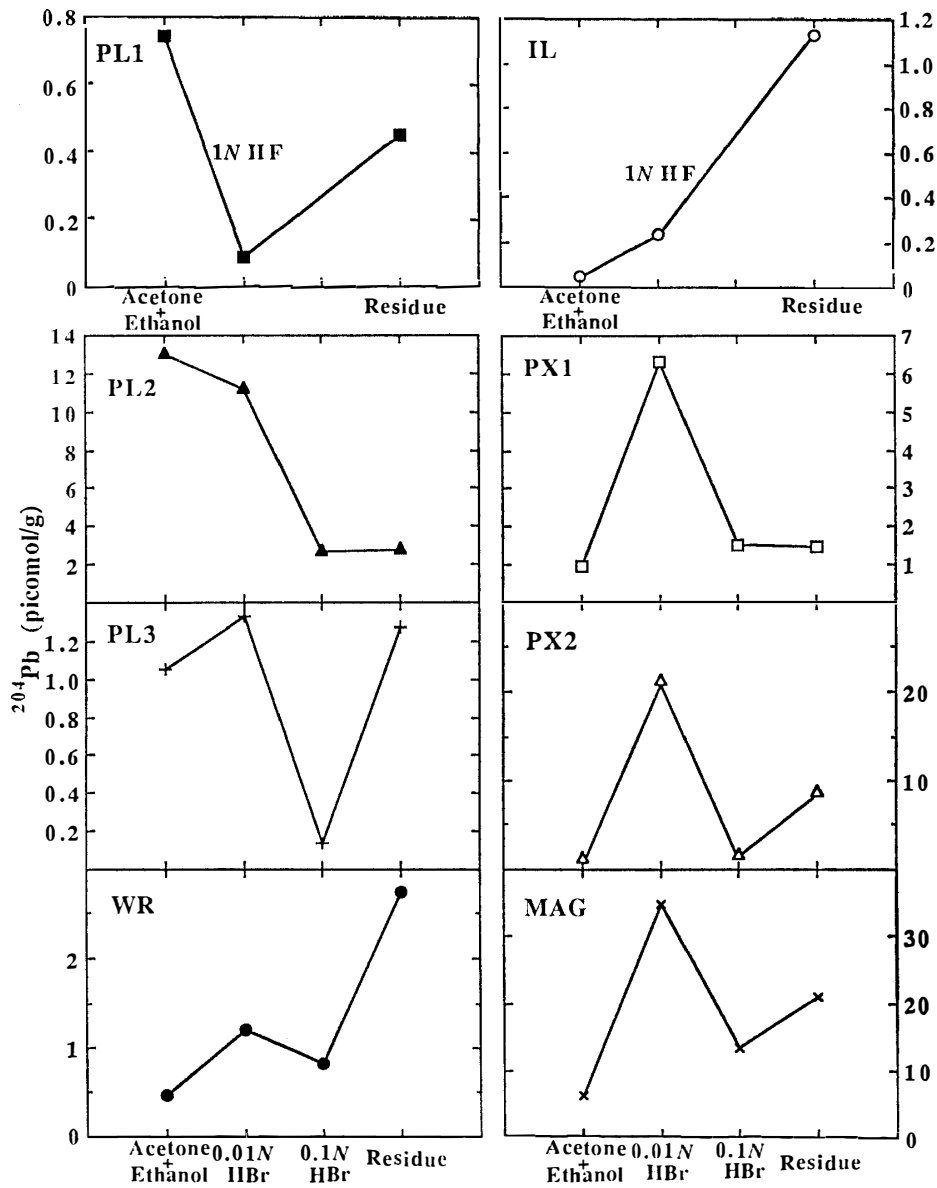 PL1
0.8
0.6
0.4
0.2
0
1N HF
Acetone
+
Ethanol
Residue
IL
1.2
1.0
0.8
0.6
0.4
0.2
0
1N HF
Acetone
+
Ethanol
Residue
204Pb (picomol/g)
PL2
14
12
10
8
6
4
2
PX1
7
6
5
4
3
2
1
PL3
1.2
1.0
0.8
0.6
0.4
0.2
PX2
20
10
WR
2
1
0
Acetone
+
Ethanol
0.01N
HBr
0.1N
HBr
Residue
MAG
30
20
10
0
Acetone
+
Ethanol
0.01N
HBr
0.1N
HBr
Residue